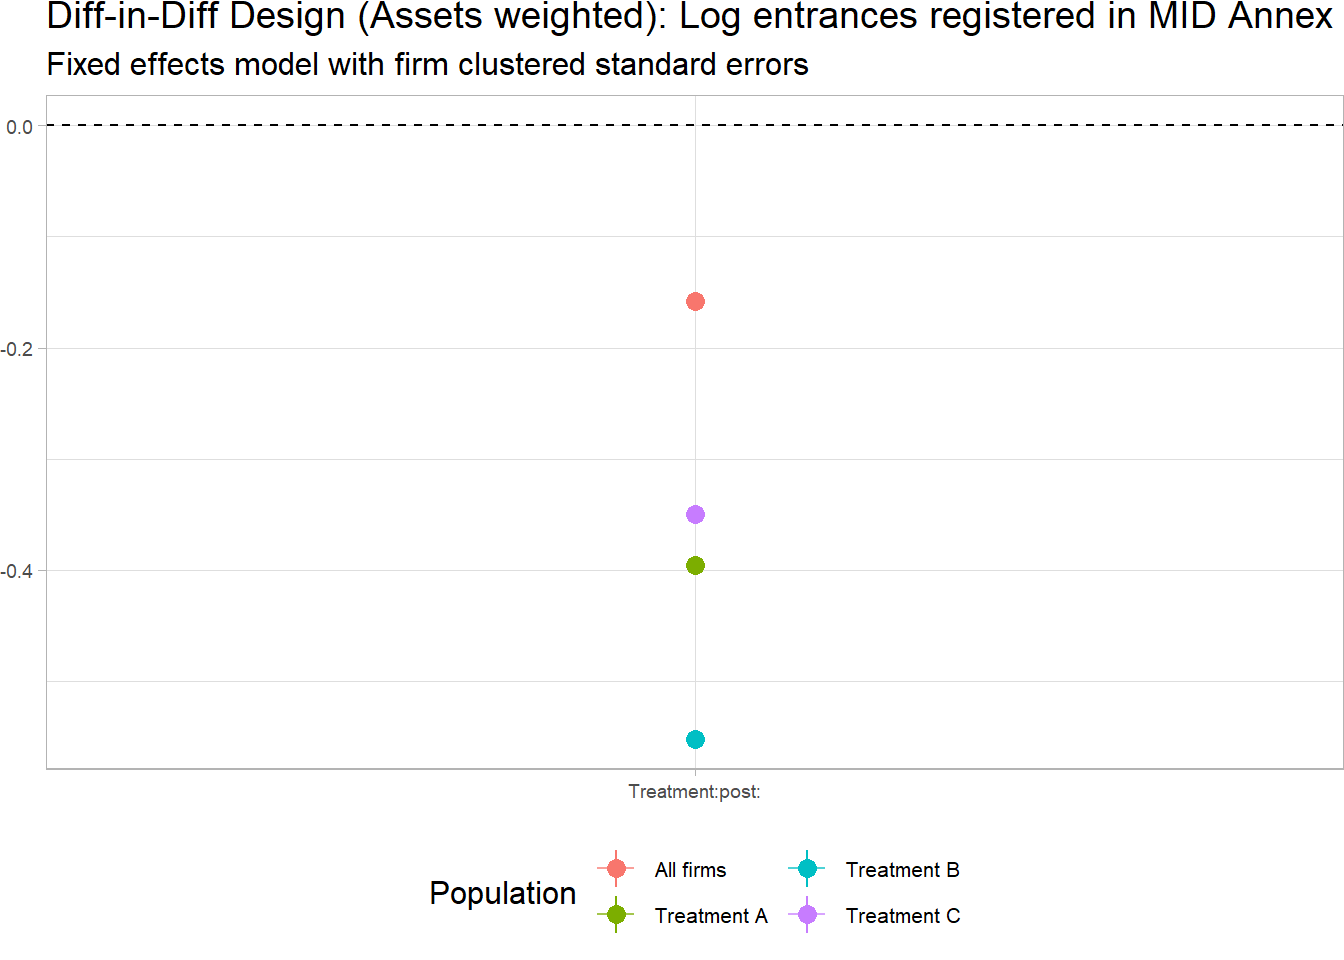 Diff-in-Diff Design (Assets weighted): Log entrances registered in MID Annex
Fixed effects model with firm clustered standard errors
0.0
-0.2
-0.4
Treatment:post:
Population
All firms
Treatment B
Treatment A
Treatment C